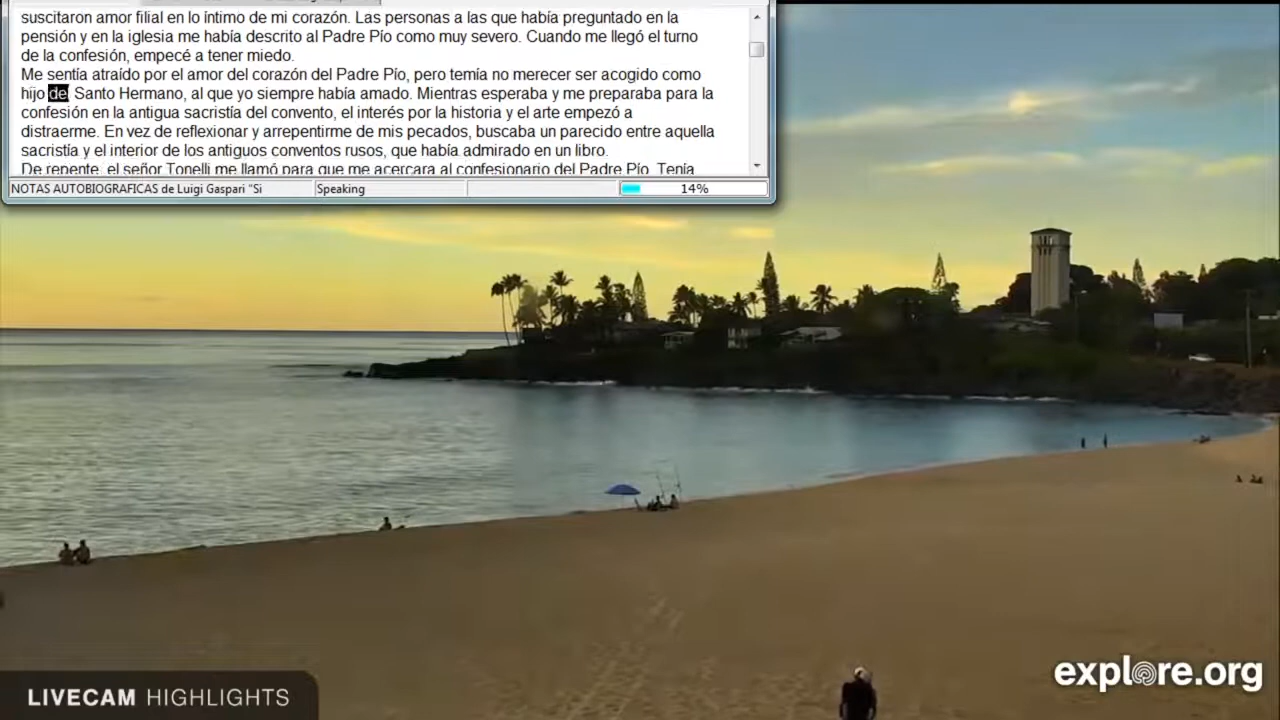 suscitaron amor filial en lo íntimo de mi corazón. Las personas a las que había preguntado en la
pensión y en la iglesia me había descrito al Padre Pío como muy severo. Cuando me llegó el turno
de la confesión, empecé a tener miedo.
Me sentía atraído por el amor del corazón del Padre Pío, pero temía no merecer ser acogido como
hijo del Santo Hermano, al que yo siempre había amado. Mientras esperaba y me preparaba para la
confesión en la antigua sacristía del convento, el interés por la historia y el arte empezó a
distraerme. En vez de reflexionar y arrepentirme de mis pecados, buscaba un parecido entre aquella
sacristía y el interior de los antiguos conventos rusos, que había admirado en un libro.
De repente, el señor Tonelli me llamó para que me acercara al confesionario del Padre Pío. Tenía
NOTAS AUTOBIOGRAFICAS de Luigi Gaspari "Si
Speaking
14%
explore.org
LIVECAM HIGHLIGHTS